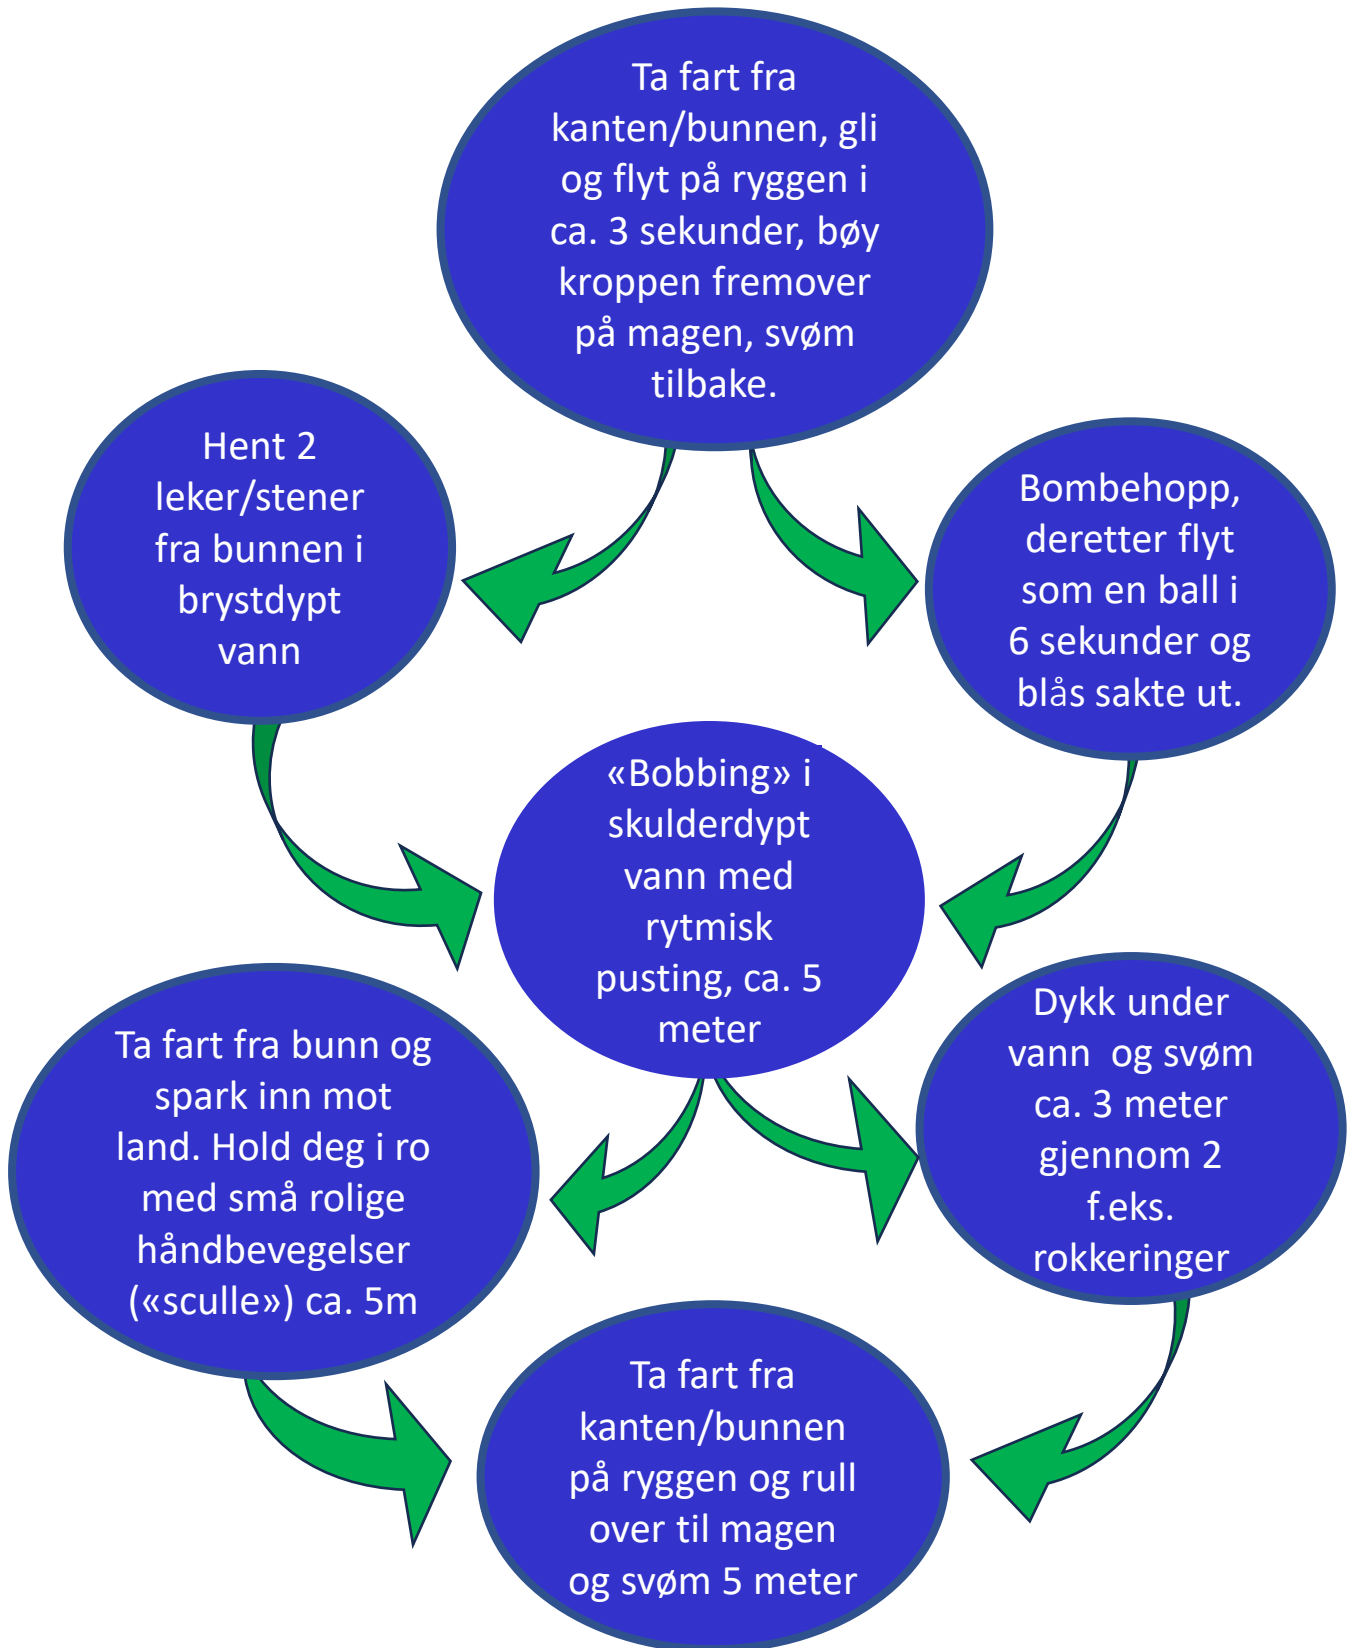 Ta fart fra
kanten/bunnen, gli
og flyt på ryggen i
ca. 3 sekunder, bøy
kroppen fremover
på magen, svøm
tilbake.
Hent 2
leker/stener
fra bunnen i
brystdypt
vann
Bombehopp,
deretter flyt
som en ball i
6 sekunder og
blås sakte ut.
«Bobbing» i
skulderdypt
vann med
rytmisk
pusting, ca. 5
meter
Ta fart fra bunn og
spark inn mot
land. Hold deg i ro
med små rolige
håndbevegelser
(«sculle») ca. 5m
Dykk under
vann og svøm
ca. 3 meter
gjennom 2
f.eks.
rokkeringer
Ta fart fra
kanten/bunnen
på ryggen og rull
over til magen
og svøm 5 meter